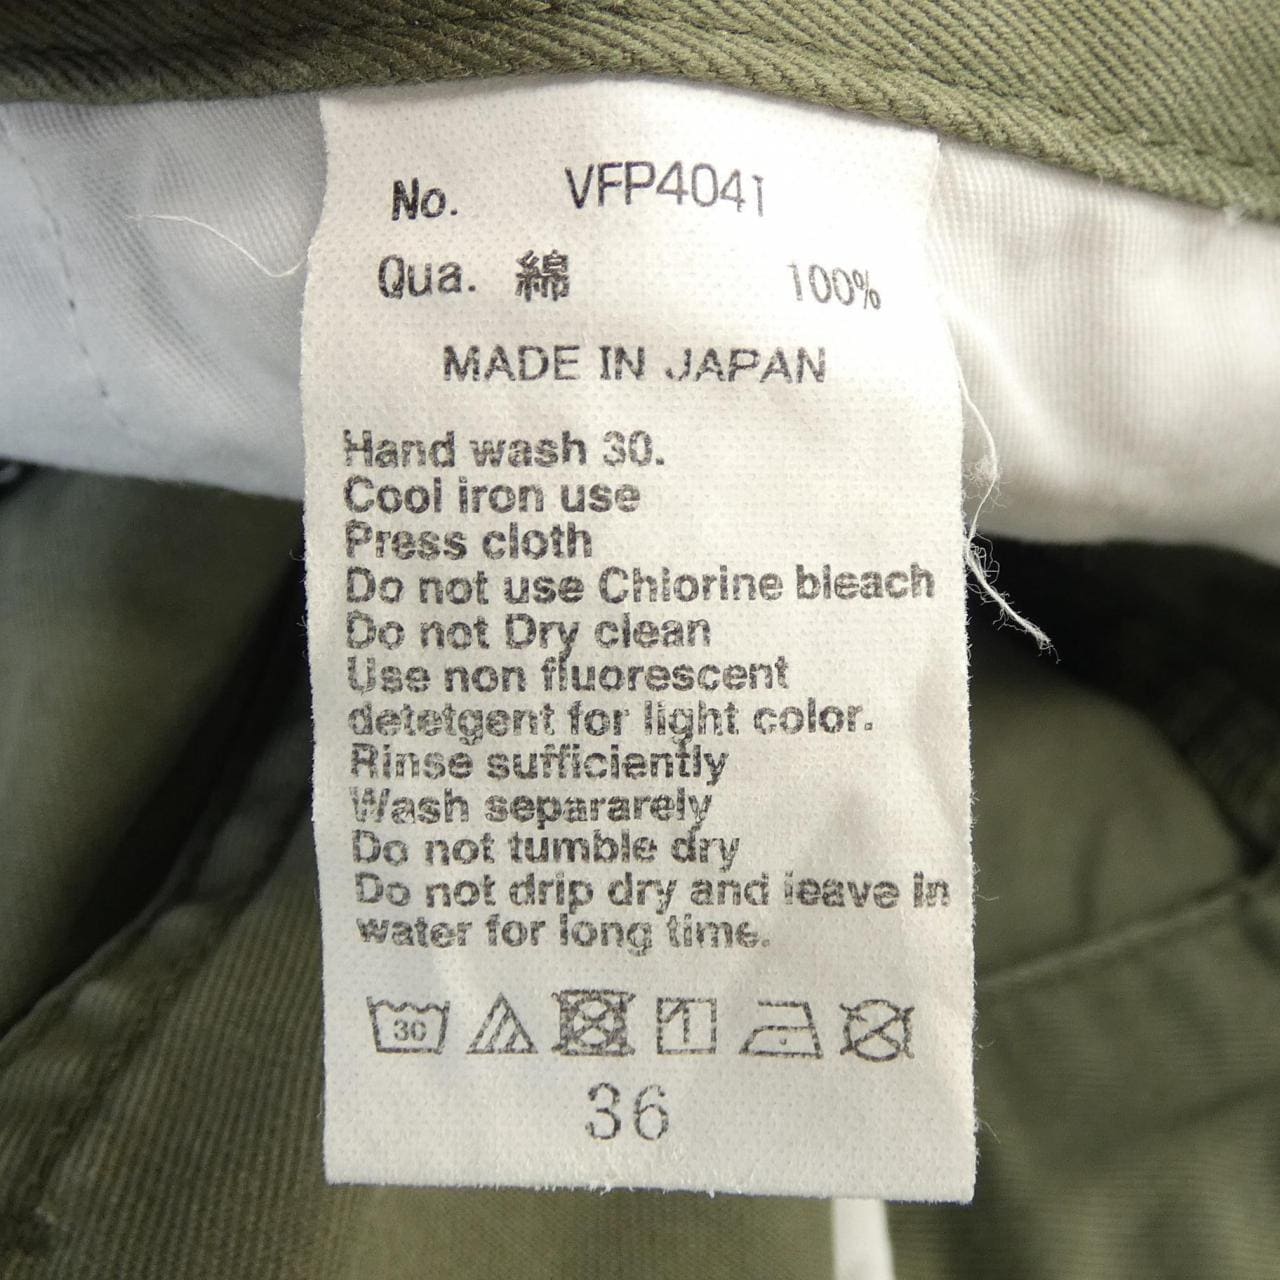 No. VFP4041
Qua. 綿 100%
MADE IN JAPAN
Hand wash 30.
Cool iron use
Press cloth
Do not use Chlorine bleach
Do not Dry clean
Use non fluorescent
detetgent for light color.
Rinse sufficiently
Wash separarely
Do not tumble dry
Do not drip dry and leave in
water for long time.
30
36